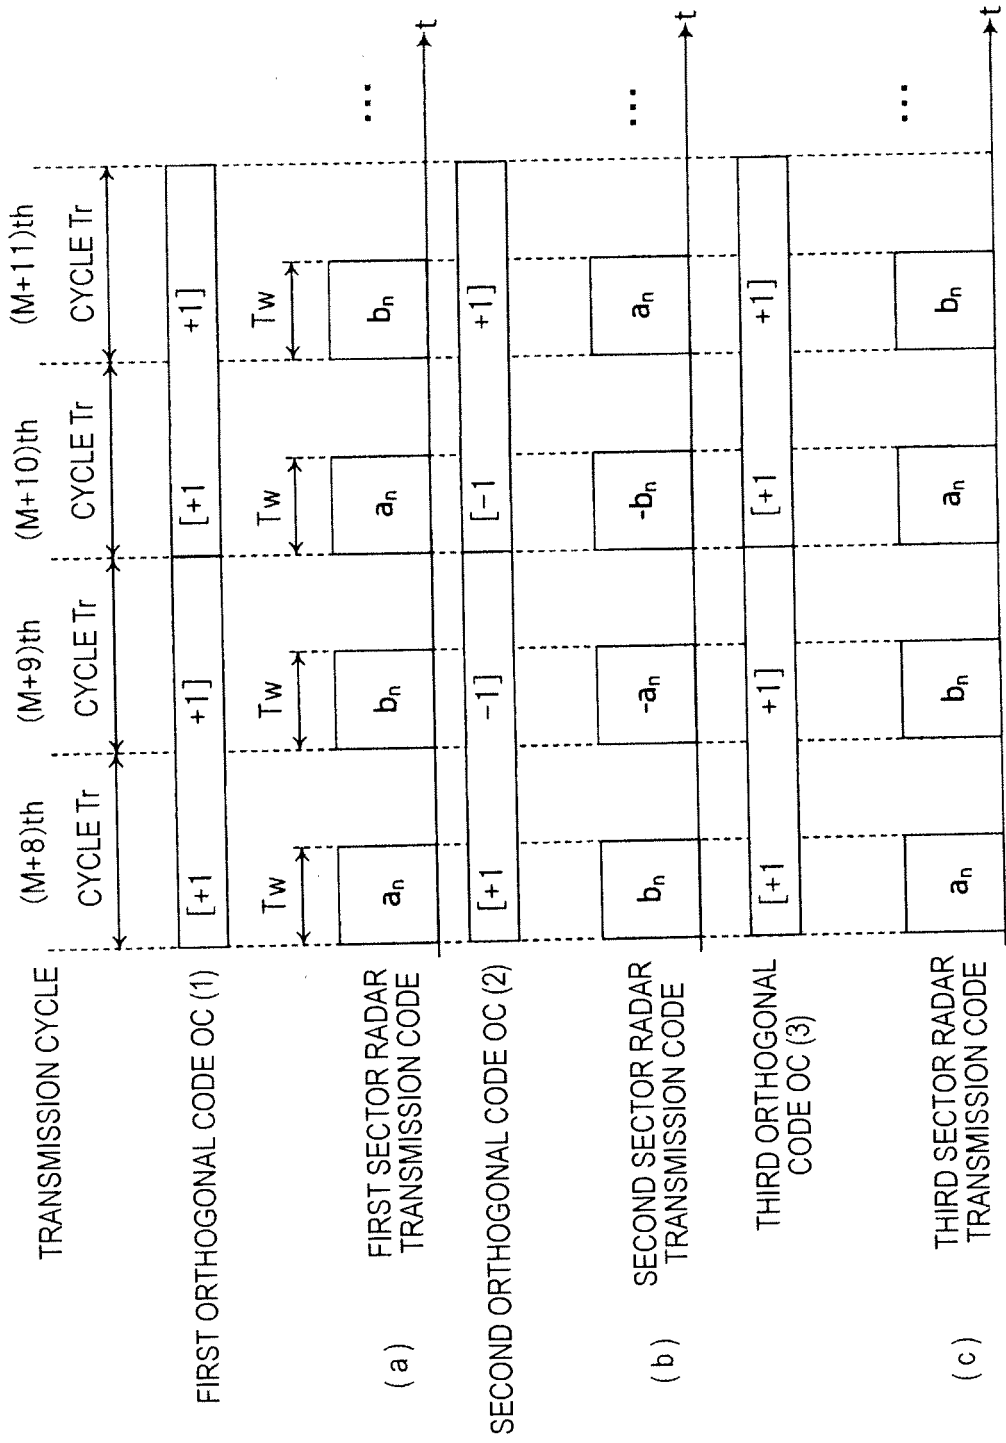 TRANSMISSION CYCLE
(M+8)th
CYCLE Tr
(M+9)th
CYCLE Tr
(M+10)th
CYCLE Tr
(M+11)th
CYCLE Tr
FIRST ORTHOGONAL CODE OC (1)
[+1 +1] [+1 +1]
Tw Tw Tw Tw
(a)
FIRST SECTOR RADAR
TRANSMISSION CODE
an bn an bn ... t
SECOND ORTHOGONAL CODE OC (2)
[+1 -1] [-1 +1]
(b)
SECOND SECTOR RADAR
TRANSMISSION CODE
bn -an -bn an ... t
THIRD ORTHOGONAL
CODE OC (3)
[+1 +1] [+1 +1]
(c)
THIRD SECTOR RADAR
TRANSMISSION CODE
an bn an bn ... t